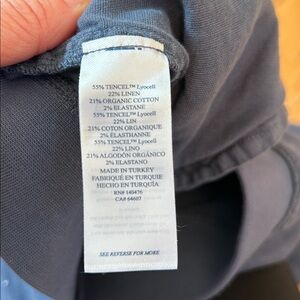 55% TENCEL™ Lyocell
22% LINEN
21% ORGANIC COTTON
2% ELASTANE
55% TENCEL™ Lyocell
22% LIN
21% COTON ORGANIQUE
2% ÉLASTHANNE
55% TENCEL™ Lyocell
22% LINO
21% ALGODÓN ORGÁNICO
2% ELASTANO
MADE IN TURKEY
FABRIQUÉ EN TURQUIE
HECHO EN TURQUÍA
RN# 140476
CA# 64607
SEE REVERSE FOR MORE